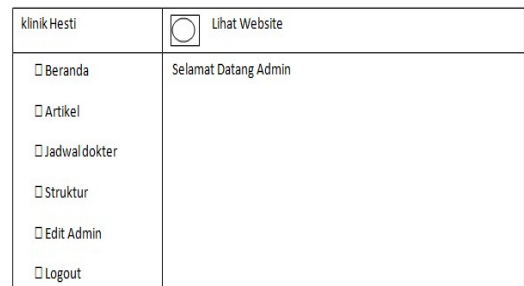 klinik Hesti
Lihat Website
Beranda
Selamat Datang Admin
Artikel
Jadwal dokter
Struktur
Edit Admin
Logout